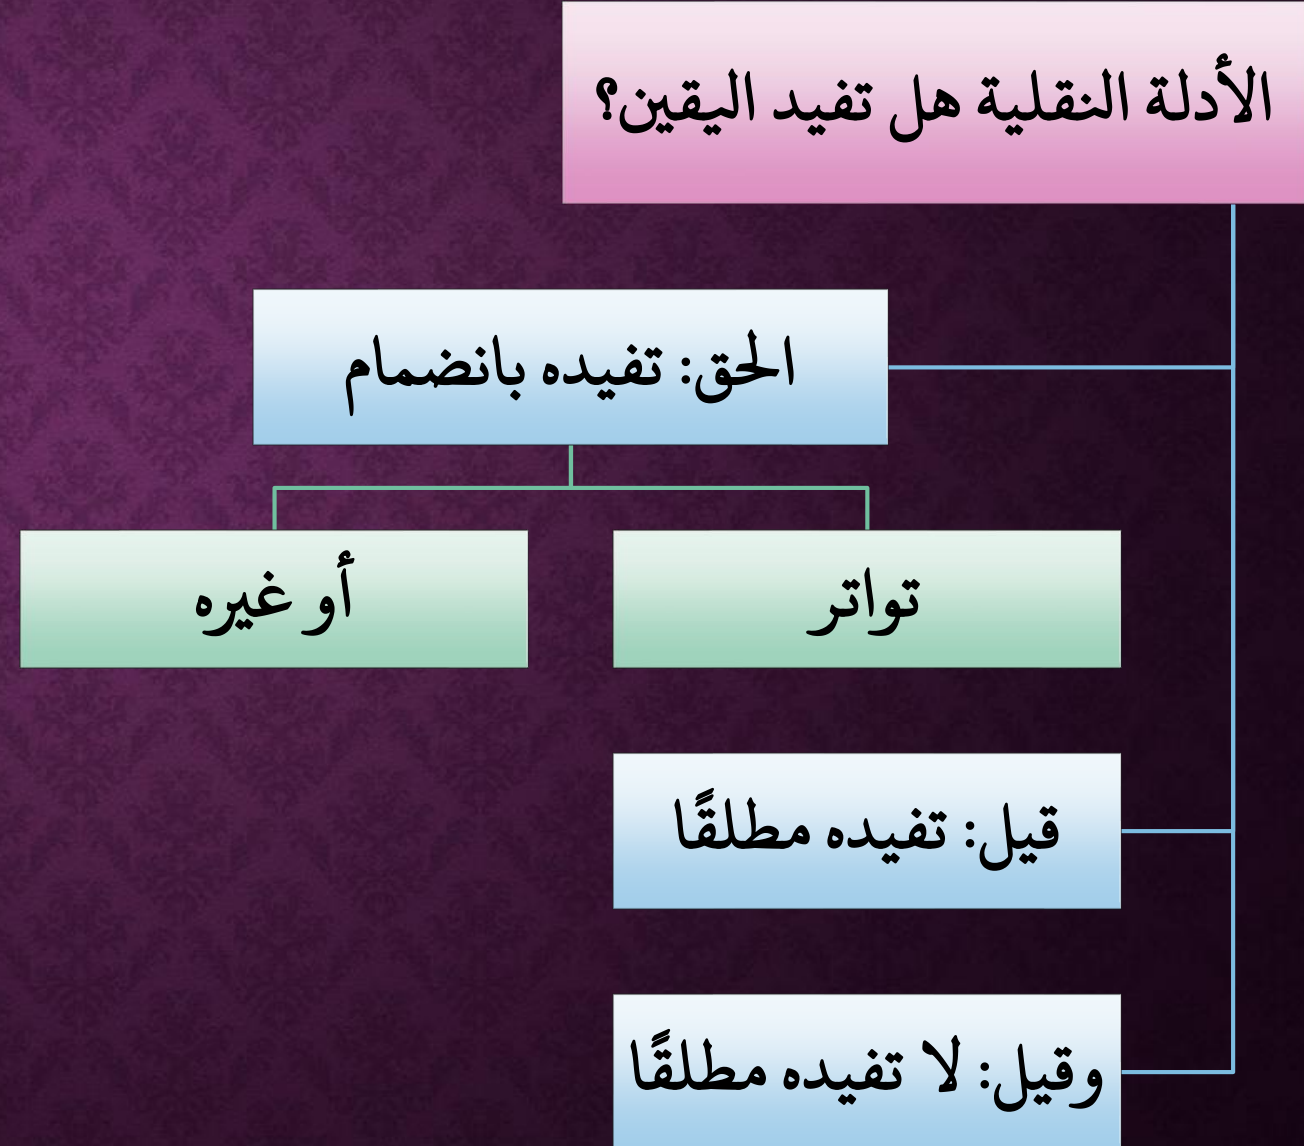 الأدلة النقلية هل تفيد اليقين؟
الحق: تفيده بانضمام
تواتر
أو غيره
قيل: تفيده مطلقًا
وقيل: لا تفيده مطلقًا